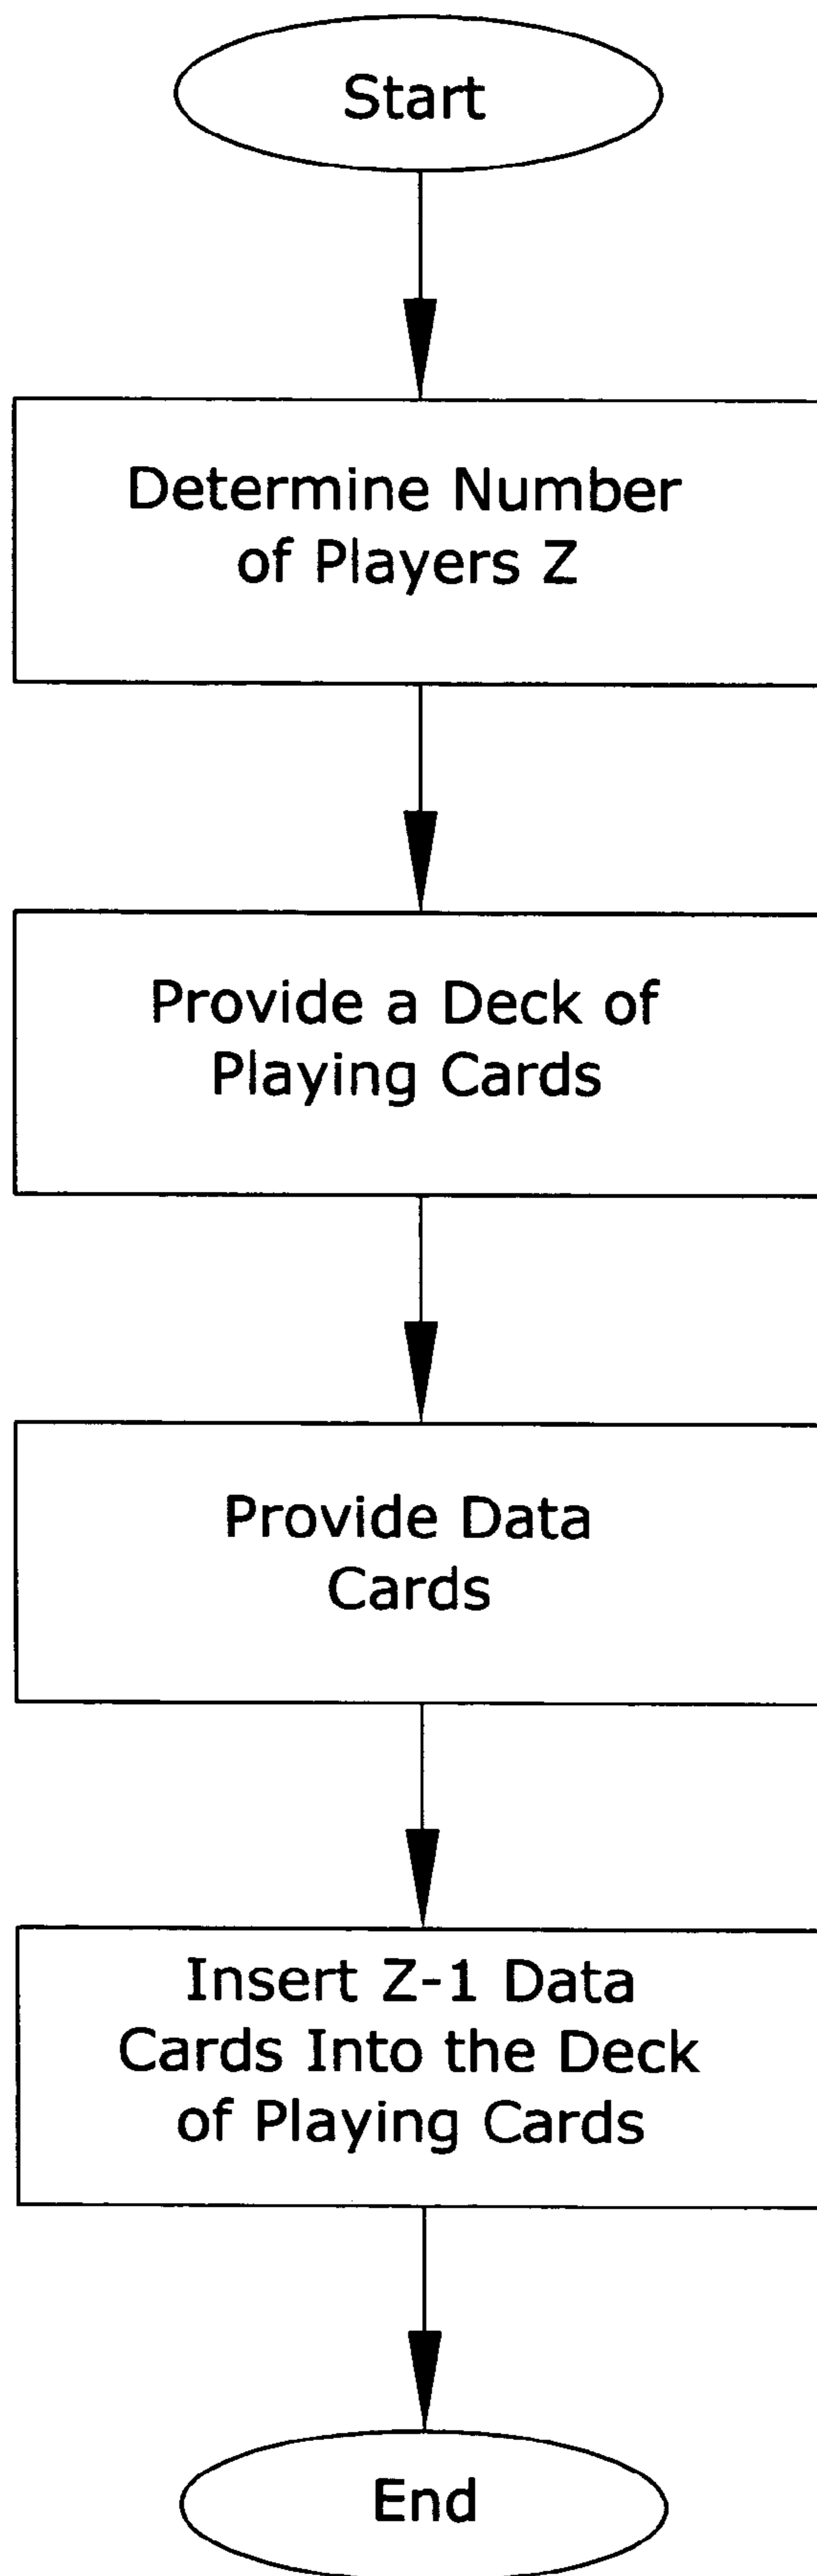 Start
Determine Number
of Players Z
Provide a Deck of
Playing Cards
Provide Data
Cards
Insert Z-1 Data
Cards Into the Deck
of Playing Cards
End